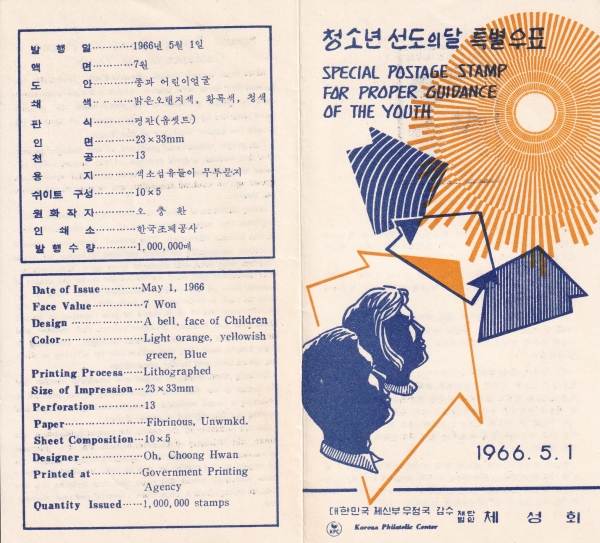 발 행 일············1966년 5월 1일
액 면············7원
도 안············종과 어린이얼굴
쇄 색··밝은오랜지색, 황록색, 청색
판 식············평판(옵셋트)
인 면············23×33mm
천 공············13
용 지············색소섬유들이 무투문지
쉬이트 구성············10×5
원 화 작 자············오 충 환
인 쇄 소············한국조폐공사
발 행 수 량············1,000,000매
Date of Issue············May 1, 1966
Face Value············7 Won
Design ············A bell, face of Children
Color············Light orange, yellowish
green, Blue
Printing Process······Lithographed
Size of Impression···23×33mm
Perforation ············13
Paper············Fibrinous, Unwmkd.
Sheet Composition···10×5
Designer ············Oh, Choong Hwan
Printed at············Government Printing
Agency
Quantity Issued······1,000,000 stamps
청소년 선도의달 특별우표
SPECIAL POSTAGE STAMP
FOR PROPER GUIDANCE
OF THE YOUTH
1966. 5. 1
대한민국 체신부 우정국 감수 재단법인 체 성 회
KPC Korean Philatelic Center